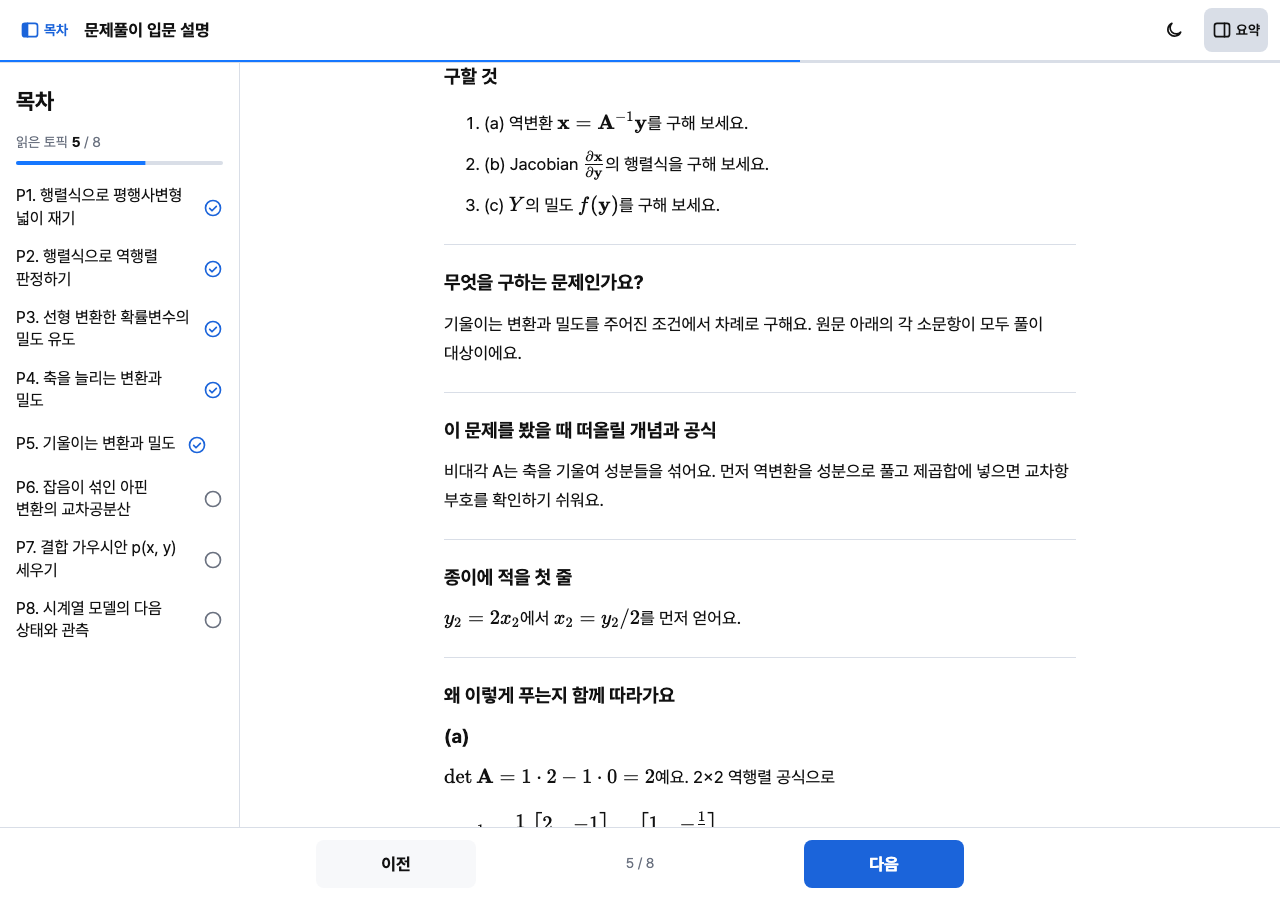 목차 문제풀이 입문 설명 요약
목차
읽은 토픽 5 / 8
P1. 행렬식으로 평행사변형
넓이 재기
P2. 행렬식으로 역행렬
판정하기
P3. 선형 변환한 확률변수의
밀도 유도
P4. 축을 늘리는 변환과
밀도
P5. 기울이는 변환과 밀도
P6. 잡음이 섞인 아핀
변환의 교차공분산
P7. 결합 가우시안 p(x, y)
세우기
P8. 시계열 모델의 다음
상태와 관측
구할 것
1. (a) 역변환 x = A⁻¹y를 구해 보세요.
2. (b) Jacobian ∂x/∂y의 행렬식을 구해 보세요.
3. (c) Y의 밀도 f(y)를 구해 보세요.
무엇을 구하는 문제인가요?
기울이는 변환과 밀도를 주어진 조건에서 차례로 구해요. 원문 아래의 각 소문항이 모두 풀이
대상이에요.
이 문제를 봤을 때 떠올릴 개념과 공식
비대각 A는 축을 기울여 성분들을 섞어요. 먼저 역변환을 성분으로 풀고 제곱합에 넣으면 교차항
부호를 확인하기 쉬워요.
종이에 적을 첫 줄
y₂ = 2x₂에서 x₂ = y₂/2를 먼저 얻어요.
왜 이렇게 푸는지 함께 따라가요
(a)
det A = 1 · 2 − 1 · 0 = 2예요. 2×2 역행렬 공식으로
이전 5 / 8 다음